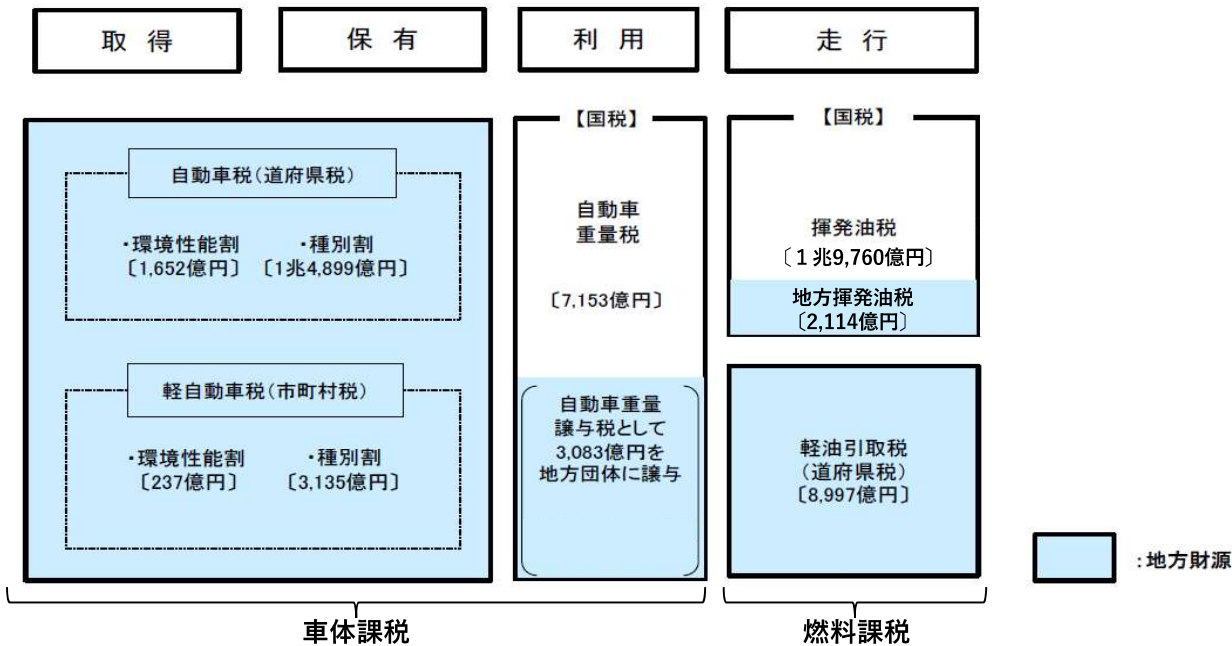 取得
保有
利用
走行
自動車税(道府県税)
・環境性能割
〔1,652億円〕
・種別割
〔1兆4,899億円〕
軽自動車税(市町村税)
・環境性能割
〔237億円〕
・種別割
〔3,135億円〕
【国税】
自動車
重量税
〔7,153億円〕
自動車重量
譲与税として
3,083億円を
地方団体に譲与
【国税】
揮発油税
〔1兆9,760億円〕
地方揮発油税
〔2,114億円〕
軽油引取税
(道府県税)
〔8,997億円〕
:地方財源
車体課税
燃料課税